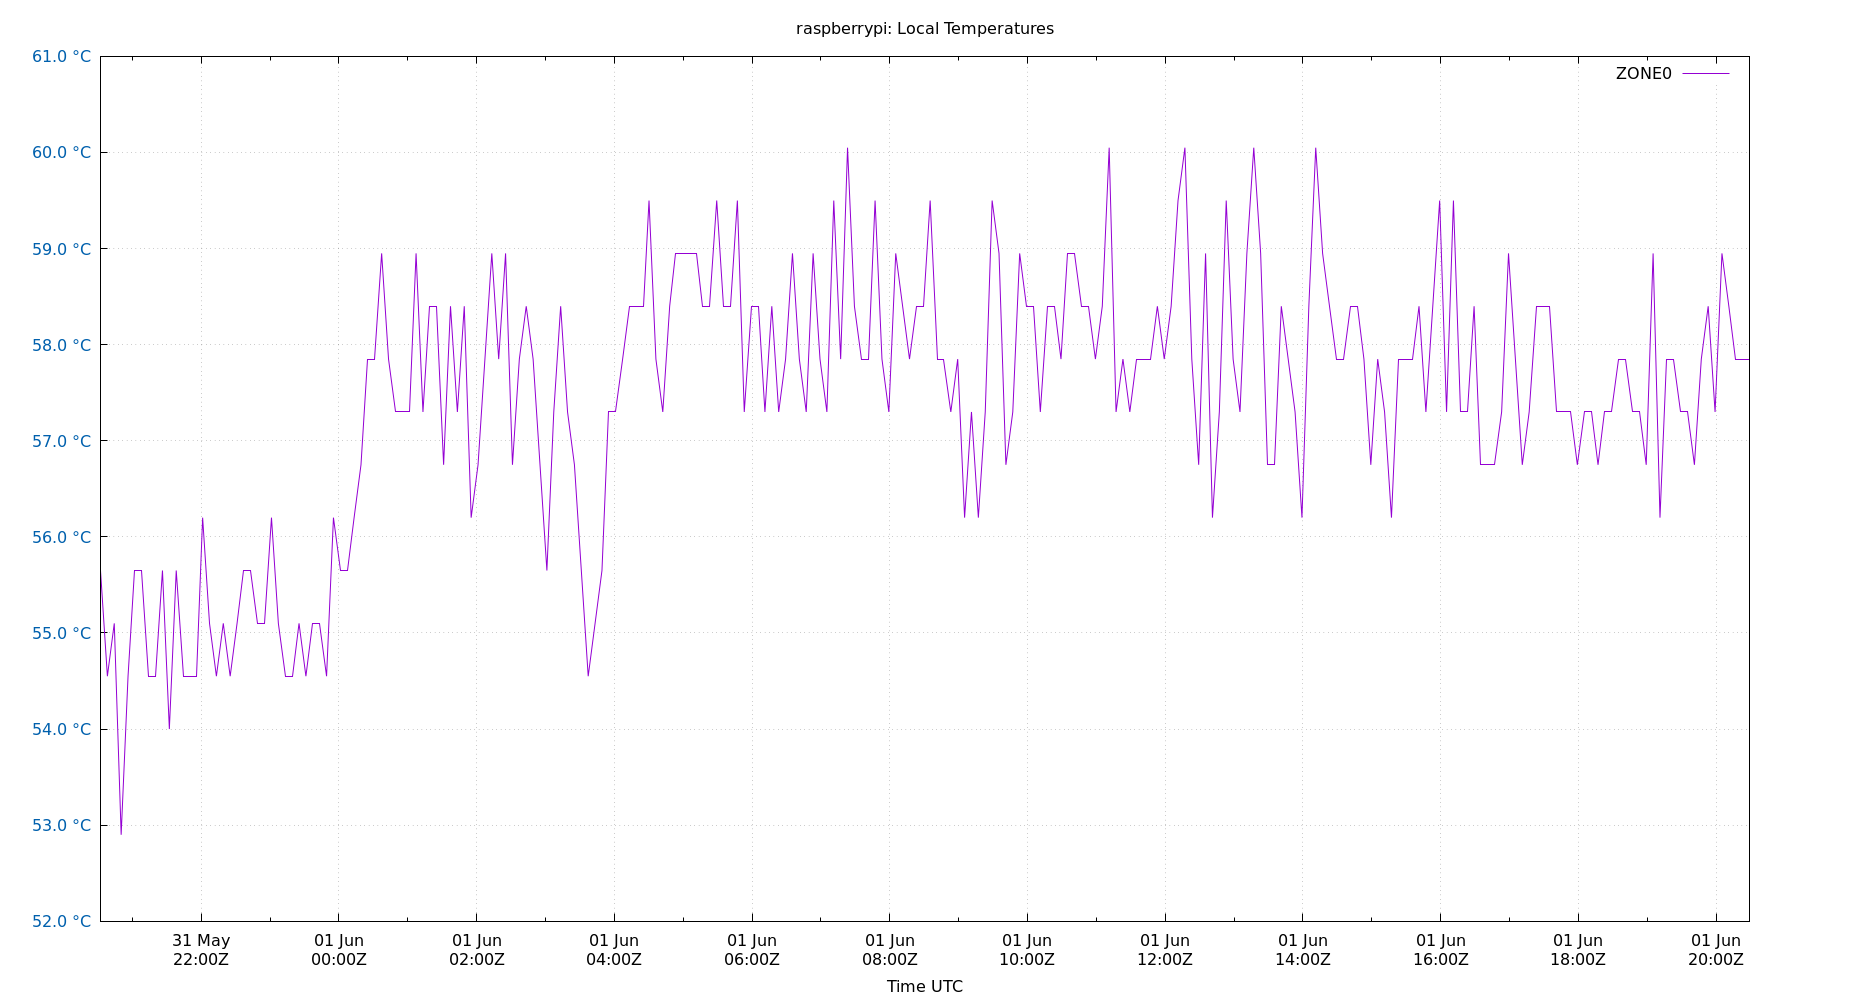 raspberrypi: Local Temperatures
61.0 °C
ZONE0
60.0 °C
59.0 °C
58.0 °C
57.0 °C
56.0 °C
55.0 °C
54.0 °C
53.0 °C
52.0 °C
31 May
22:00Z
01 Jun
00:00Z
01 Jun
02:00Z
01 Jun
04:00Z
01 Jun
06:00Z
01 Jun
08:00Z
01 Jun
10:00Z
01 Jun
12:00Z
01 Jun
14:00Z
01 Jun
16:00Z
01 Jun
18:00Z
01 Jun
20:00Z
Time UTC